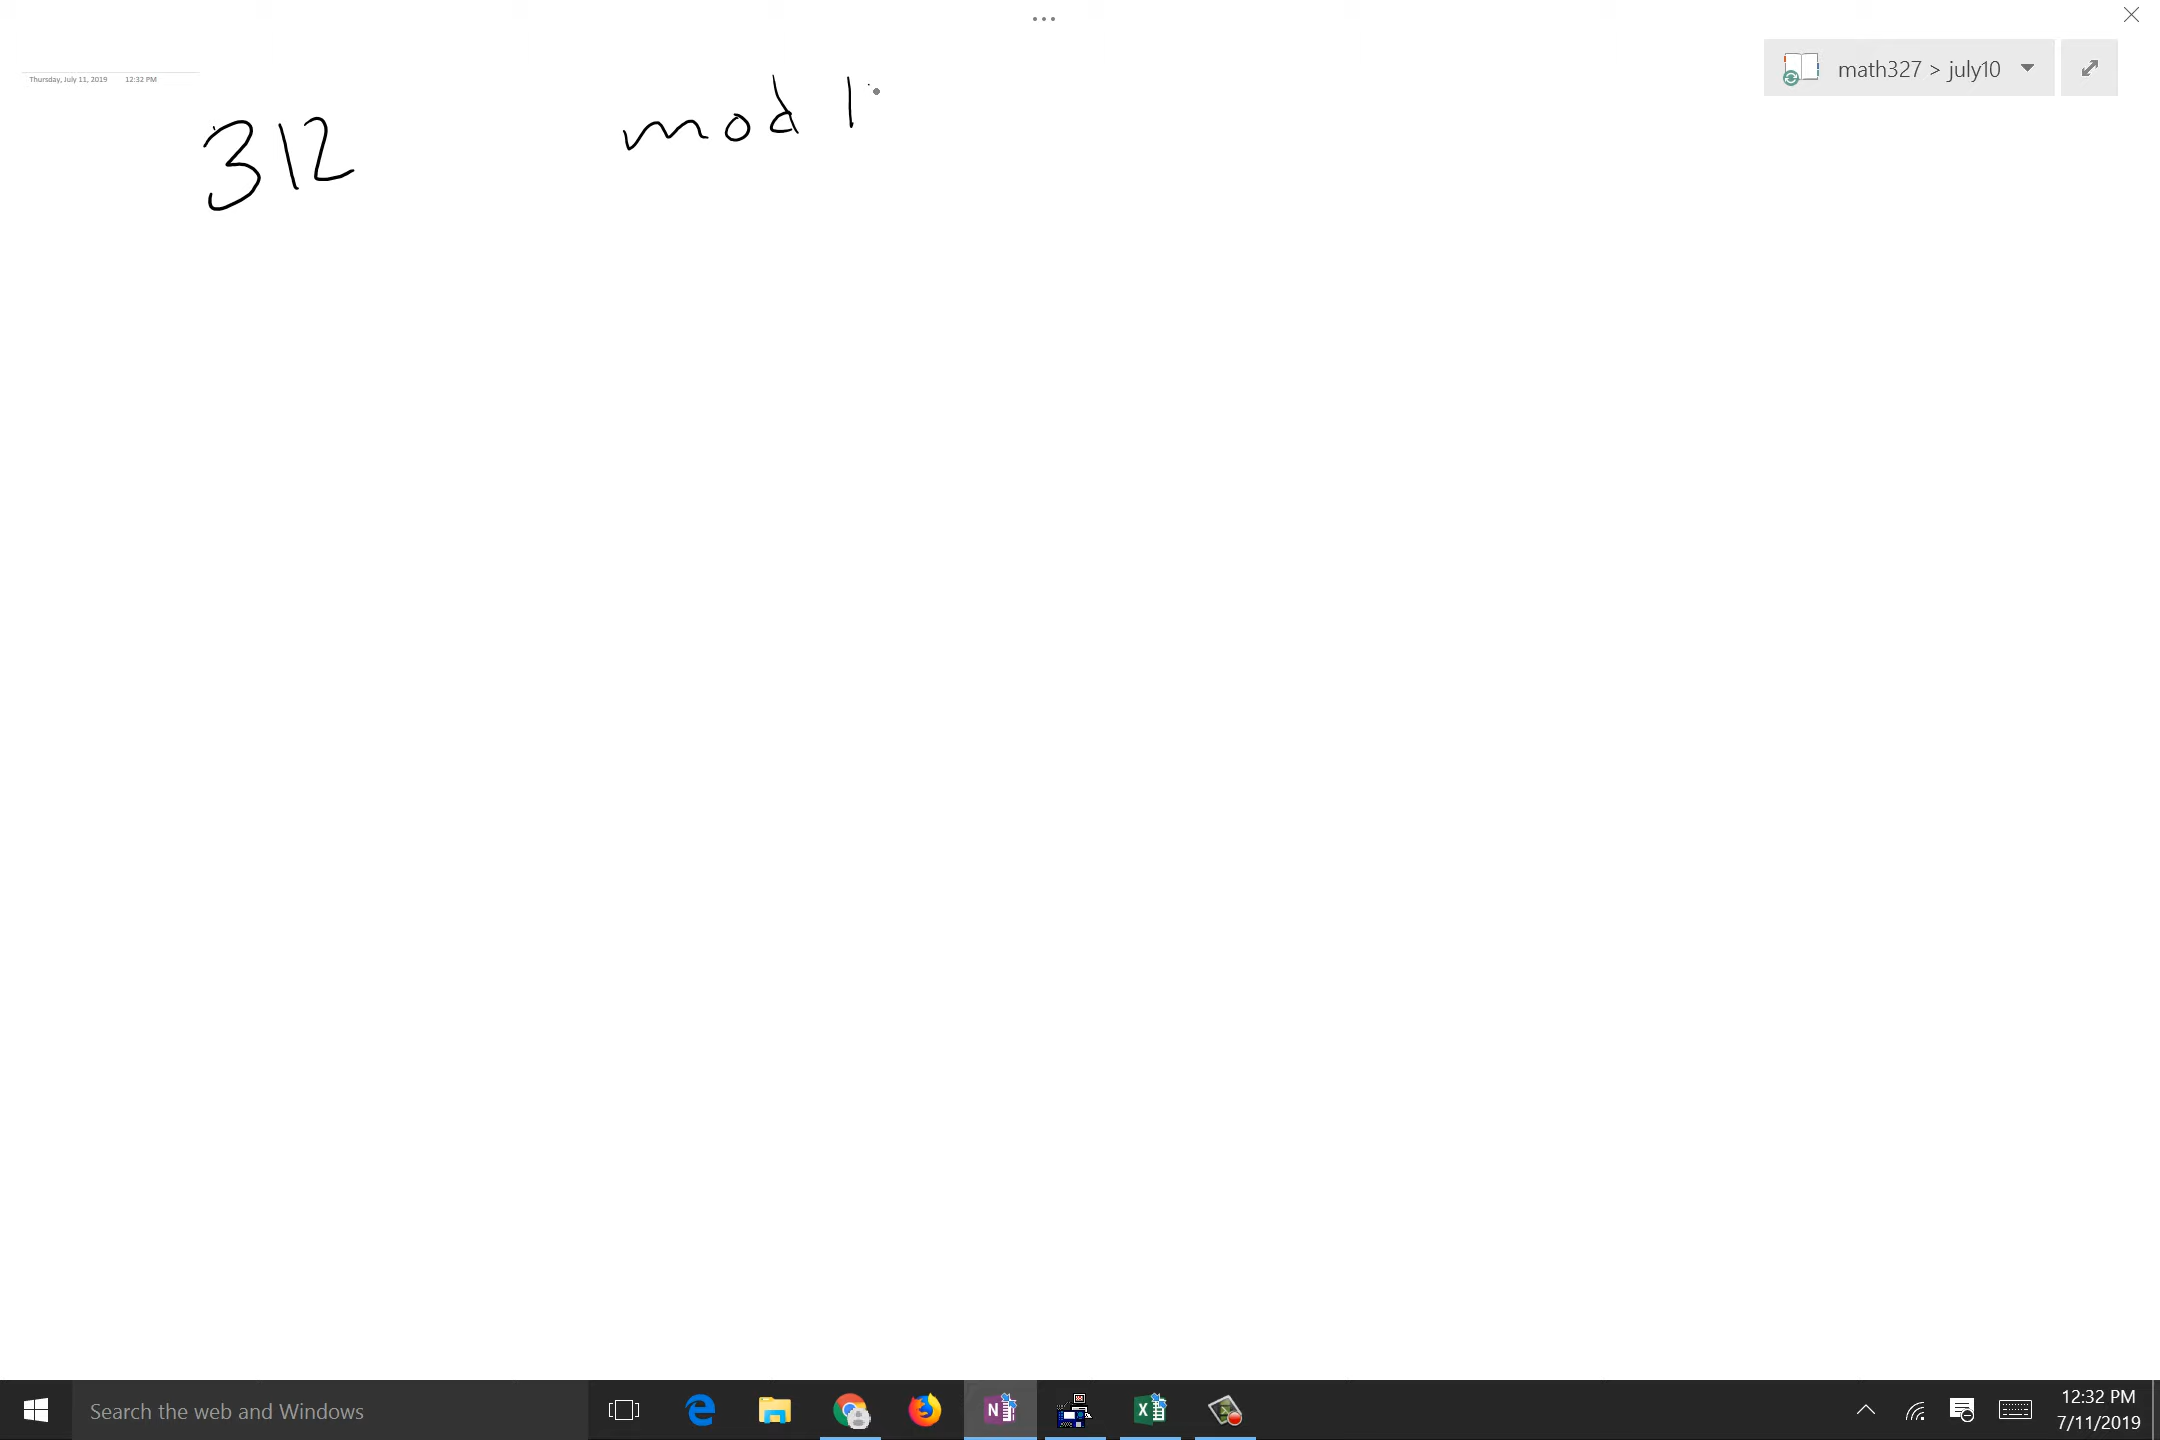 math327 > july10
Thursday, July 11, 2019 12:32 PM
312 mod 1
Search the web and Windows
12:32 PM
7/11/2019